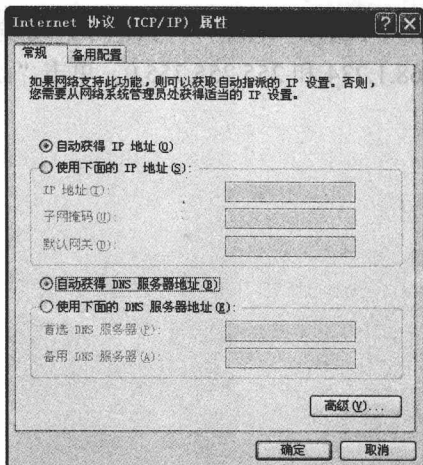 Internet 协议 (TCP/IP) 属性
常规 备用配置
如果网络支持此功能，则可以获取自动指派的 IP 设置。否则，
您需要从网络系统管理员处获得适当的 IP 设置。
自动获得 IP 地址(O)
使用下面的 IP 地址(S):
IP 地址(I):
子网掩码(U):
默认网关(D):
自动获得 DNS 服务器地址(B)
使用下面的 DNS 服务器地址(E):
首选 DNS 服务器(P):
备用 DNS 服务器(A):
高级(V)...
确定 取消